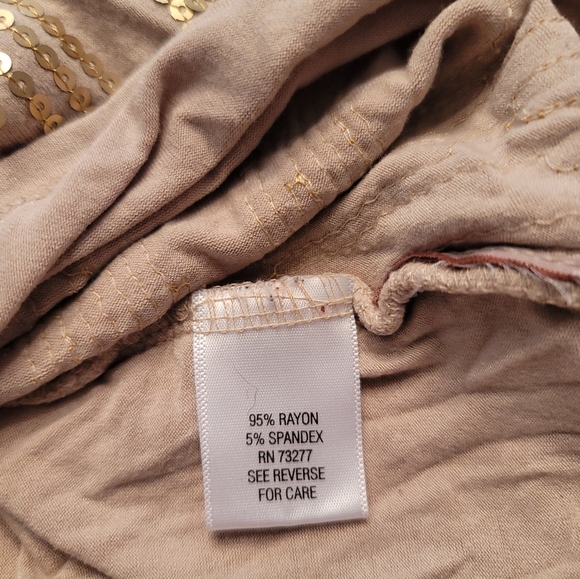 95% RAYON
5% SPANDEX
RN 73277
SEE REVERSE
FOR CARE